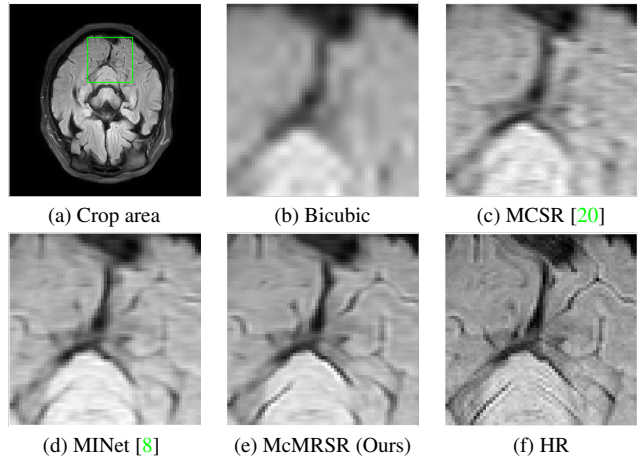 (a) Crop area
(b) Bicubic
(c) MCSR [20]
(d) MINet [8]
(e) McMRSR (Ours)
(f) HR